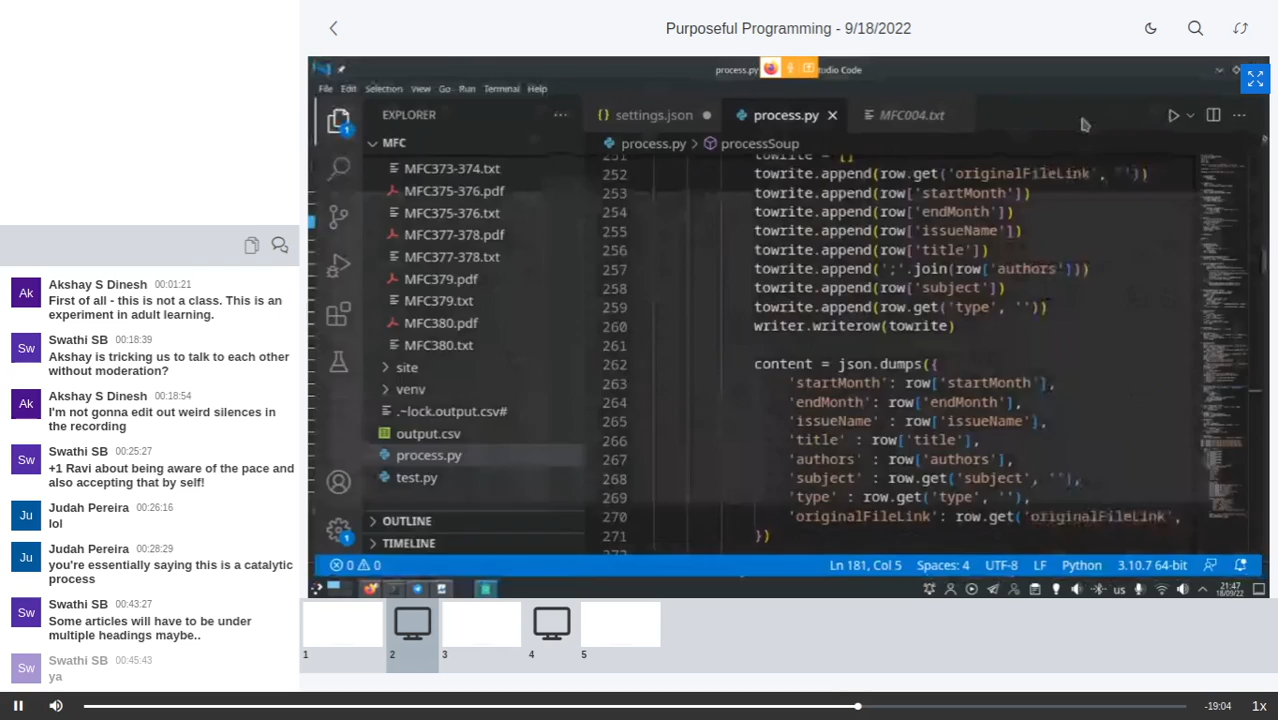 Purposeful Programming - 9/18/2022
Akshay S Dinesh 00:01:21
First of all - this is not a class. This is an
experiment in adult learning.
Swathi SB 00:18:39
Akshay is tricking us to talk to each other
without moderation?
Akshay S Dinesh 00:18:54
I'm not gonna edit out weird silences in
the recording
Swathi SB 00:25:27
+1 Ravi about being aware of the pace and
also accepting that by self!
Judah Pereira 00:26:16
lol
Judah Pereira 00:28:29
you're essentially saying this is a catalytic
process
Swathi SB 00:43:27
Some articles will have to be under
multiple headings maybe..
Swathi SB 00:45:43
ya
Ak
Sw
Ak
Sw
Ju
Ju
Sw
Sw
process.py
tudio Code
File Edit Selection View Go Run Terminal Help
EXPLORER
settings.json
process.py
MFC004.txt
MFC
process.py > processSoup
MFC373-374.txt
MFC375-376.pdf
MFC375-376.txt
MFC377-378.pdf
MFC377-378.txt
MFC379.pdf
MFC379.txt
MFC380.pdf
MFC380.txt
site
venv
.~lock.output.csv#
output.csv
process.py
test.py
OUTLINE
TIMELINE
251 towrite = []
252 towrite.append(row.get('originalFileLink', ''))
253 towrite.append(row['startMonth'])
254 towrite.append(row['endMonth'])
255 towrite.append(row['issueName'])
256 towrite.append(row['title'])
257 towrite.append(';'.join(row['authors']))
258 towrite.append(row['subject'])
259 towrite.append(row.get('type', ''))
260 writer.writerow(towrite)
261
262 content = json.dumps({
263 'startMonth': row['startMonth'],
264 'endMonth': row['endMonth'],
265 'issueName': row['issueName'],
266 'title' : row['title'],
267 'authors' : row['authors'],
268 'subject' : row.get('subject', ''),
269 'type' : row.get('type', ''),
270 'originalFileLink': row.get('originalFileLink',
271 })
0 0
Ln 181, Col 5 Spaces: 4 UTF-8 LF Python 3.10.7 64-bit
us
21:47
18/09/22
1
1
1 2 3 4 5
-19:04 1x